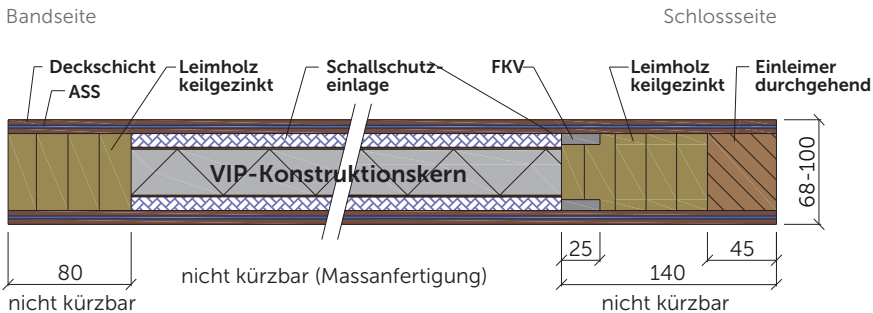 Bandseite
Schlossseite
Deckschicht
ASS
Leimholz
keilgezinkt
Schallschutz-
einlage
FKV
Leimholz
keilgezinkt
Einleimer
durchgehend
VIP-Konstruktionskern
68-100
80
nicht kürzbar
nicht kürzbar (Massanfertigung)
25
45
140
nicht kürzbar